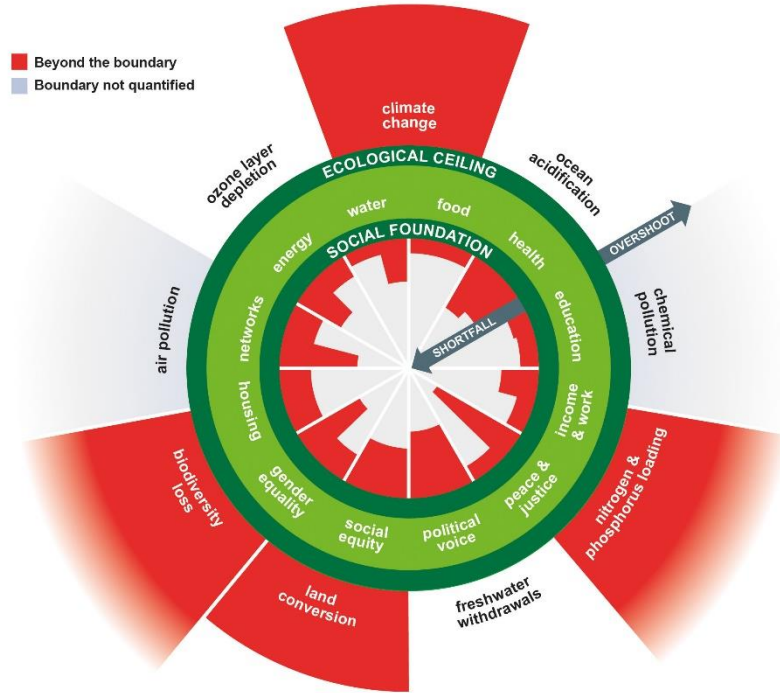 Beyond the boundary
Boundary not quantified
climate
change
ozone layer
depletion
ECOLOGICAL CEILING
ocean
acidification
water
food
energy
SOCIAL FOUNDATION
health
OVERSHOOT
air pollution
networks
SHORTFALL
education
chemical
pollution
housing
income
& work
biodiversity
loss
gender
equality
social
equity
political
voice
peace &
justice
nitrogen &
phosphorus loading
land
conversion
freshwater
withdrawals